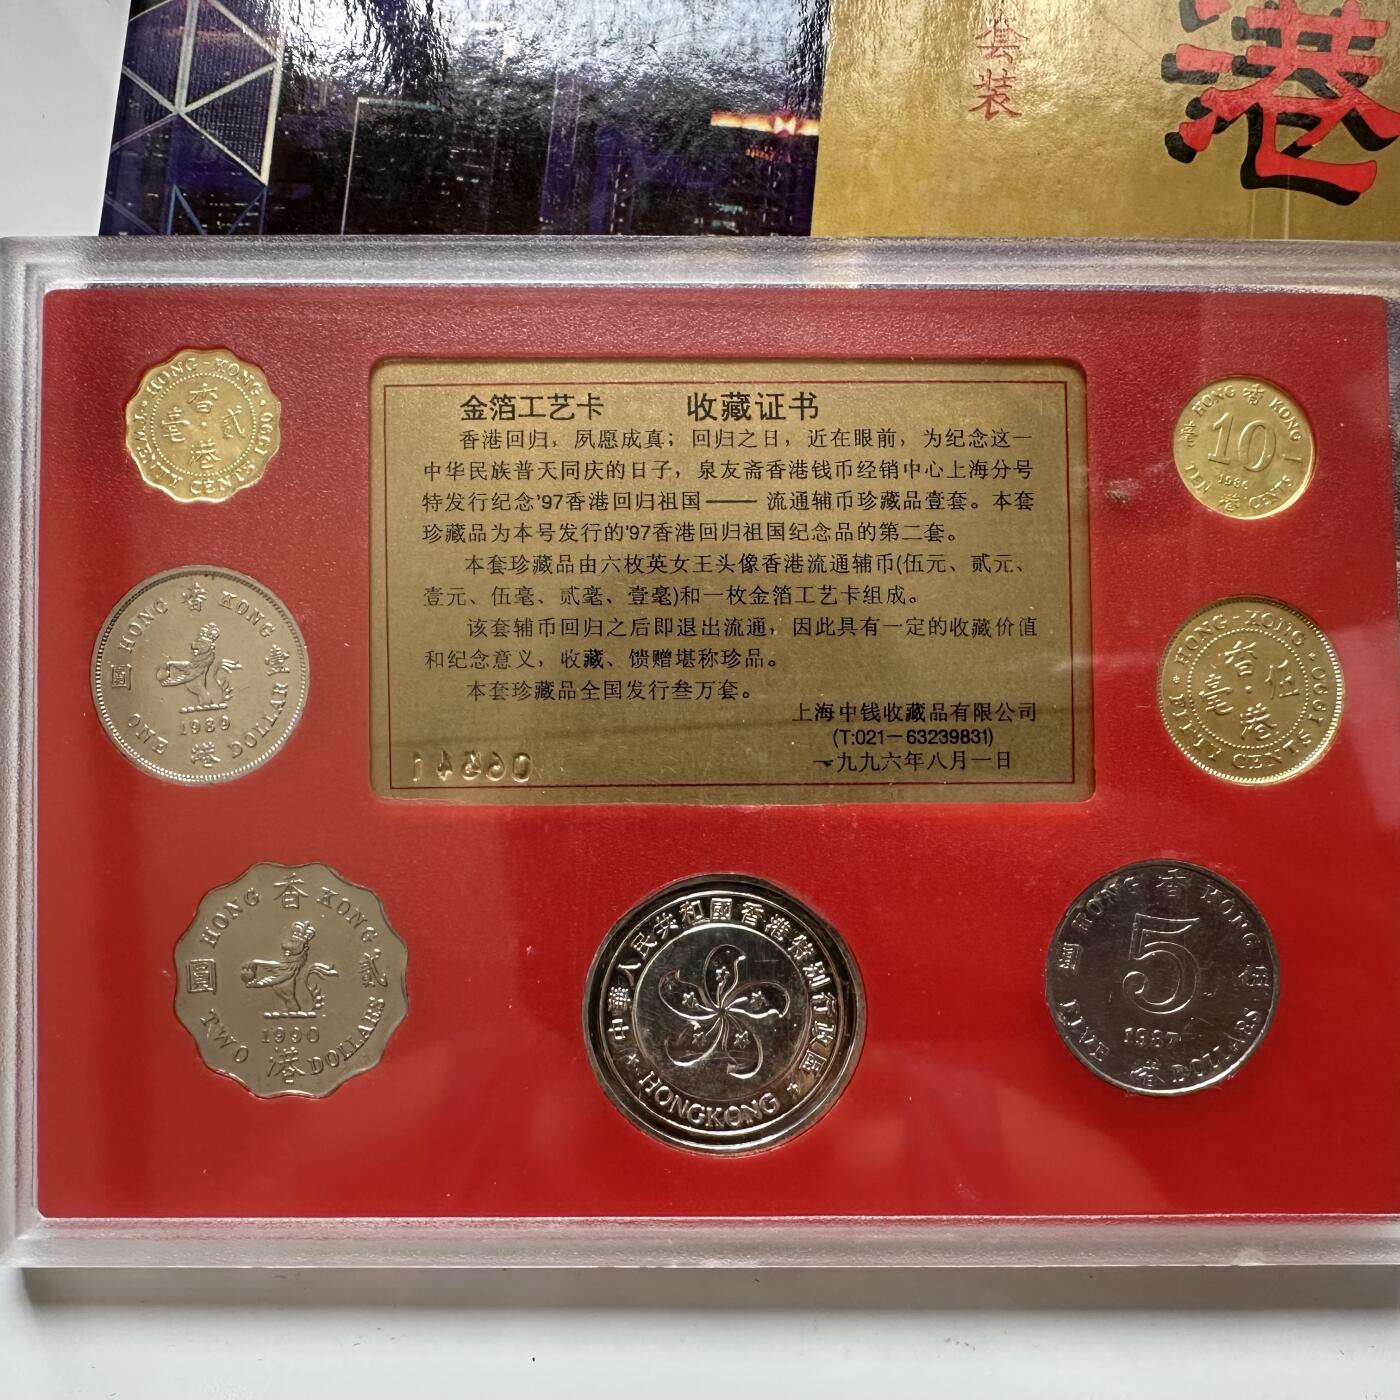 套装
港
HONG-KONG
香港
貳毫
TWENTY CENTS
1990
金箔工艺卡 收藏证书
香港回归，夙愿成真；回归之日，近在眼前，为纪念这一
中华民族普天同庆的日子，泉友斋香港钱币经销中心上海分号
特发行纪念'97香港回归祖国——流通辅币珍藏品壹套。本套
珍藏品为本号发行的'97香港回归祖国纪念品的第二套。
本套珍藏品由六枚英女王头像香港流通辅币(伍元、贰元、
壹元、伍毫、贰毫、壹毫)和一枚金箔工艺卡组成。
该套辅币回归之后即退出流通，因此具有一定的收藏价值
和纪念意义，收藏、馈赠堪称珍品。
本套珍藏品全国发行叁万套。
上海中钱收藏品有限公司
(T:021－63239831)
一九九六年八月一日
HONG 香 KONG
10
TEN 港 CENTS
HONG 香 KONG
圓 壹
1989
ONE 港 DOLLAR
HONG-KONG
香港
伍毫
FIFTY CENTS
1990
HONG 香 KONG
圓 貳
1990
TWO 港 DOLLARS
中華人民共和國香港特别行政區
HONGKONG
HONG 香 KONG
圓 5 伍
FIVE 港 DOLLARS